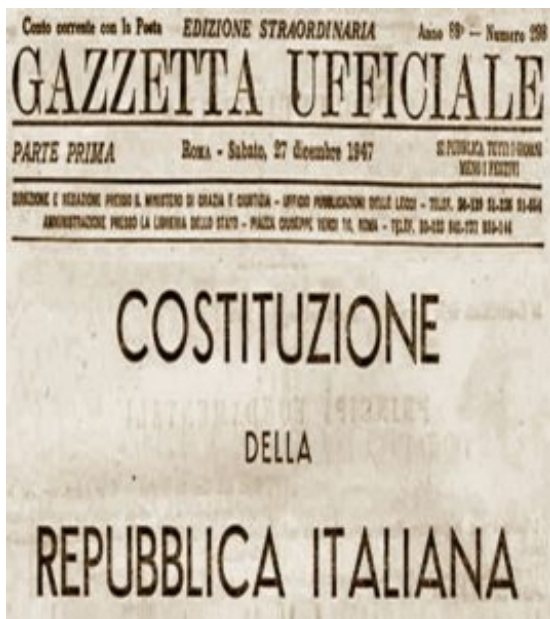 Conto corrente con la Posta EDIZIONE STRAORDINARIA Anno 89° — Numero 298
GAZZETTA UFFICIALE
PARTE PRIMA Roma - Sabato, 27 dicembre 1947 SI PUBBLICA TUTTI I GIORNI
MENO I FESTIVI
DIREZIONE E REDAZIONE PRESSO IL MINISTERO DI GRAZIA E GIUSTIZIA - UFFICIO PUBBLICAZIONI DELLE LEGGI - TELEF.
AMMINISTRAZIONE PRESSO LA LIBRERIA DELLO STATO - PIAZZA GIUSEPPE VERDI 10, ROMA - TELEF.
COSTITUZIONE
DELLA
REPUBBLICA ITALIANA